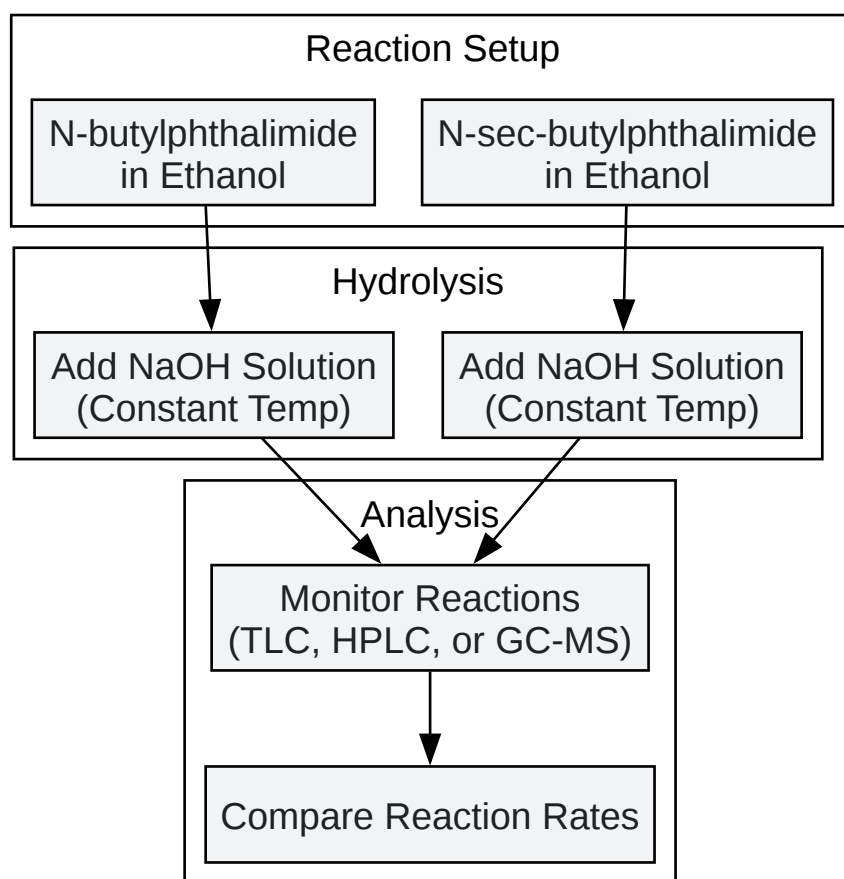 Reaction Setup
N-butylphthalimide
in Ethanol
N-sec-butylphthalimide
in Ethanol
Hydrolysis
Add NaOH Solution
(Constant Temp)
Add NaOH Solution
(Constant Temp)
Analysis
Monitor Reactions
(TLC, HPLC, or GC-MS)
Compare Reaction Rates